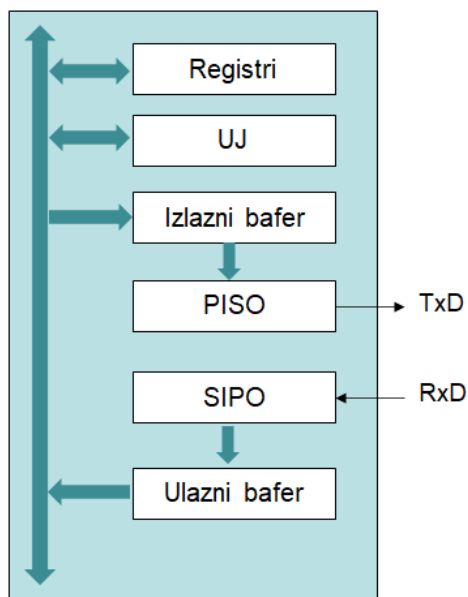 Registri
UJ
Izlazni bafer
PISO
TxD
SIPO
RxD
Ulazni bafer